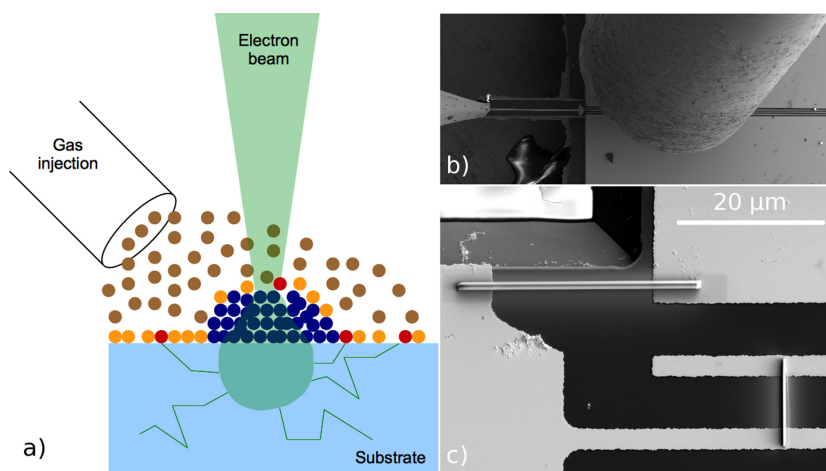 Electron
beam
Gas
injection
b)
20 µm
a)
Substrate
c)